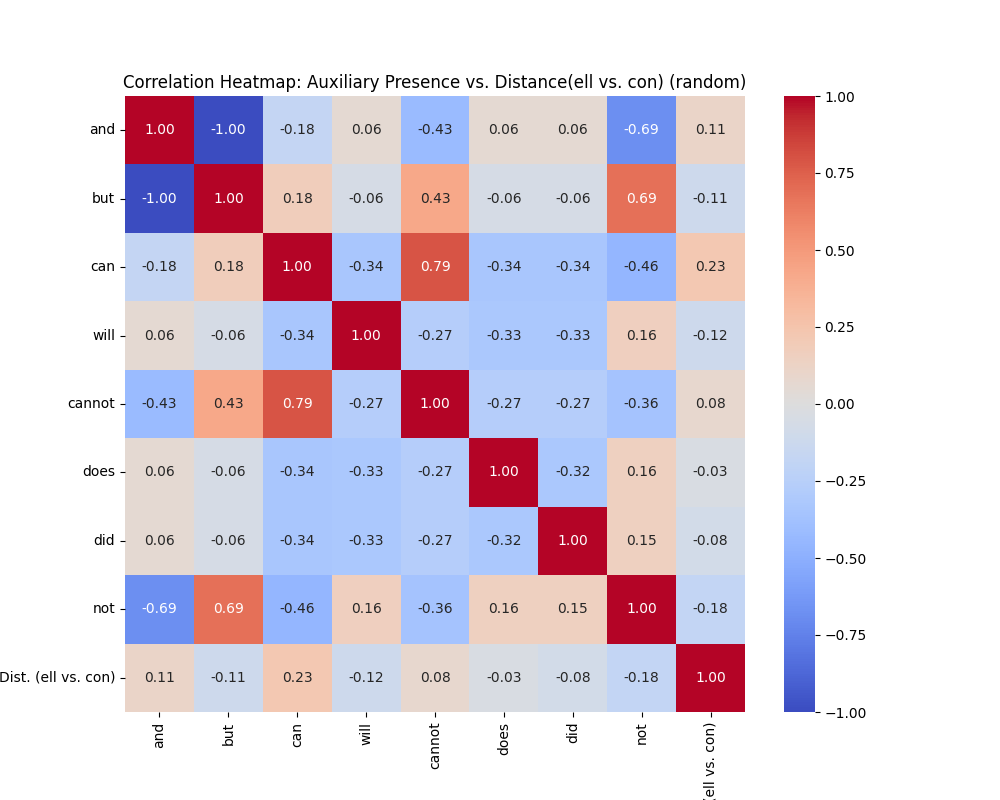 Correlation Heatmap: Auxiliary Presence vs. Distance(ell vs. con) (random)
and 1.00 -1.00 -0.18 0.06 -0.43 0.06 0.06 -0.69 0.11
but -1.00 1.00 0.18 -0.06 0.43 -0.06 -0.06 0.69 -0.11
can -0.18 0.18 1.00 -0.34 0.79 -0.34 -0.34 -0.46 0.23
will 0.06 -0.06 -0.34 1.00 -0.27 -0.33 -0.33 0.16 -0.12
cannot -0.43 0.43 0.79 -0.27 1.00 -0.27 -0.27 -0.36 0.08
does 0.06 -0.06 -0.34 -0.33 -0.27 1.00 -0.32 0.16 -0.03
did 0.06 -0.06 -0.34 -0.33 -0.27 -0.32 1.00 0.15 -0.08
not -0.69 0.69 -0.46 0.16 -0.36 0.16 0.15 1.00 -0.18
Dist. (ell vs. con) 0.11 -0.11 0.23 -0.12 0.08 -0.03 -0.08 -0.18 1.00
and but can will cannot does did not (ell vs. con)
1.00
0.75
0.50
0.25
0.00
−0.25
−0.50
−0.75
−1.00